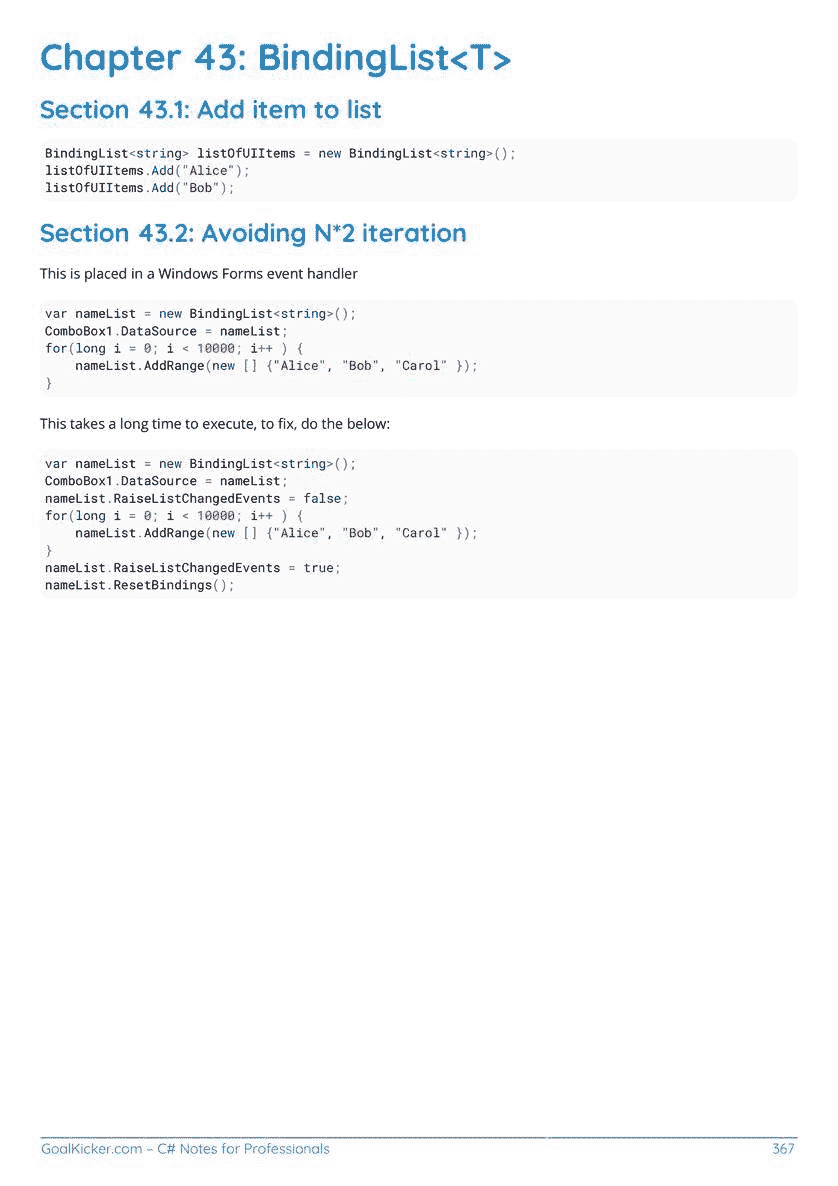 Chapter 43: BindingList<T>
Section 43.1: Add item to list
BindingList<string> listOfUIItems = new BindingList<string>();
listOfUIItems.Add("Alice");
listOfUIItems.Add("Bob");
Section 43.2: Avoiding N*2 iteration
This is placed in a Windows Forms event handler
var nameList = new BindingList<string>();
ComboBox1.DataSource = nameList;
for(long i = 0; i < 10000; i++ ) {
    nameList.AddRange(new [] {"Alice", "Bob", "Carol" });
}
This takes a long time to execute, to fix, do the below:
var nameList = new BindingList<string>();
ComboBox1.DataSource = nameList;
nameList.RaiseListChangedEvents = false;
for(long i = 0; i < 10000; i++ ) {
    nameList.AddRange(new [] {"Alice", "Bob", "Carol" });
}
nameList.RaiseListChangedEvents = true;
nameList.ResetBindings();
GoalKicker.com – C# Notes for Professionals
367